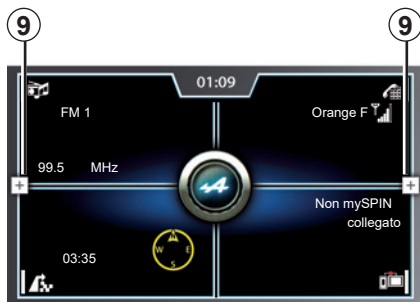 9
9
01:09
FM 1
Orange F
99.5 MHz
Non mySPIN
collegato
03:35
W
E
S